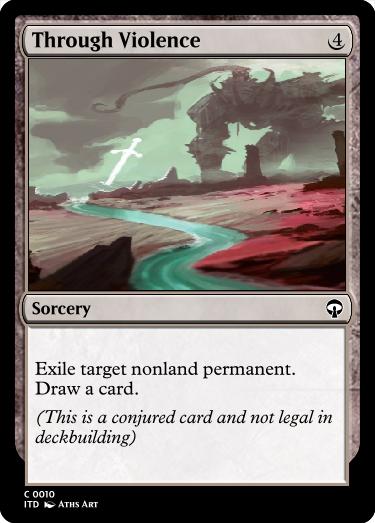 Through Violence 4
Sorcery
Exile target nonland permanent.
Draw a card.
(This is a conjured card and not legal in
deckbuilding)
C 0010
ITD Aths Art